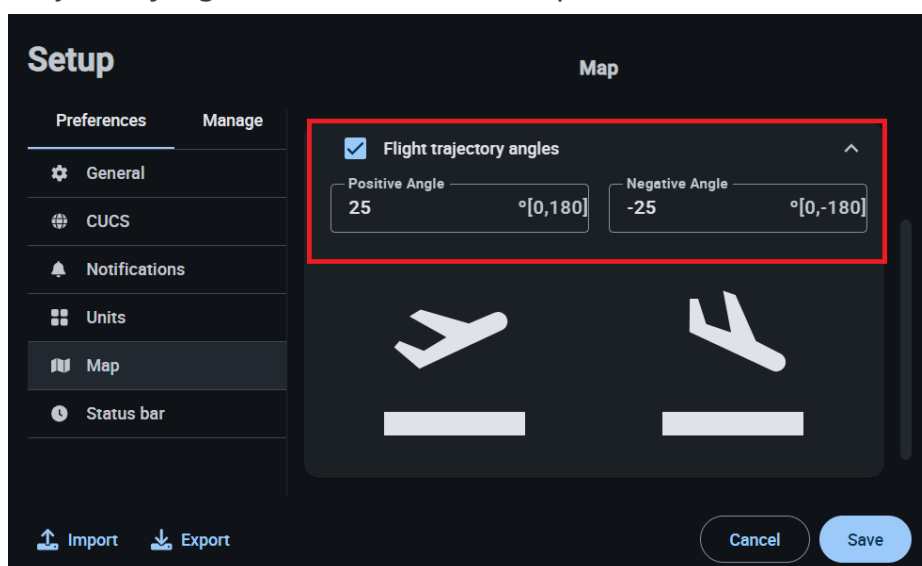 Setup
Map
Preferences Manage
General
CUCS
Notifications
Units
Map
Status bar
Flight trajectory angles
Positive Angle Negative Angle
25 °[0,180] -25 °[0,-180]
Import Export
Cancel Save